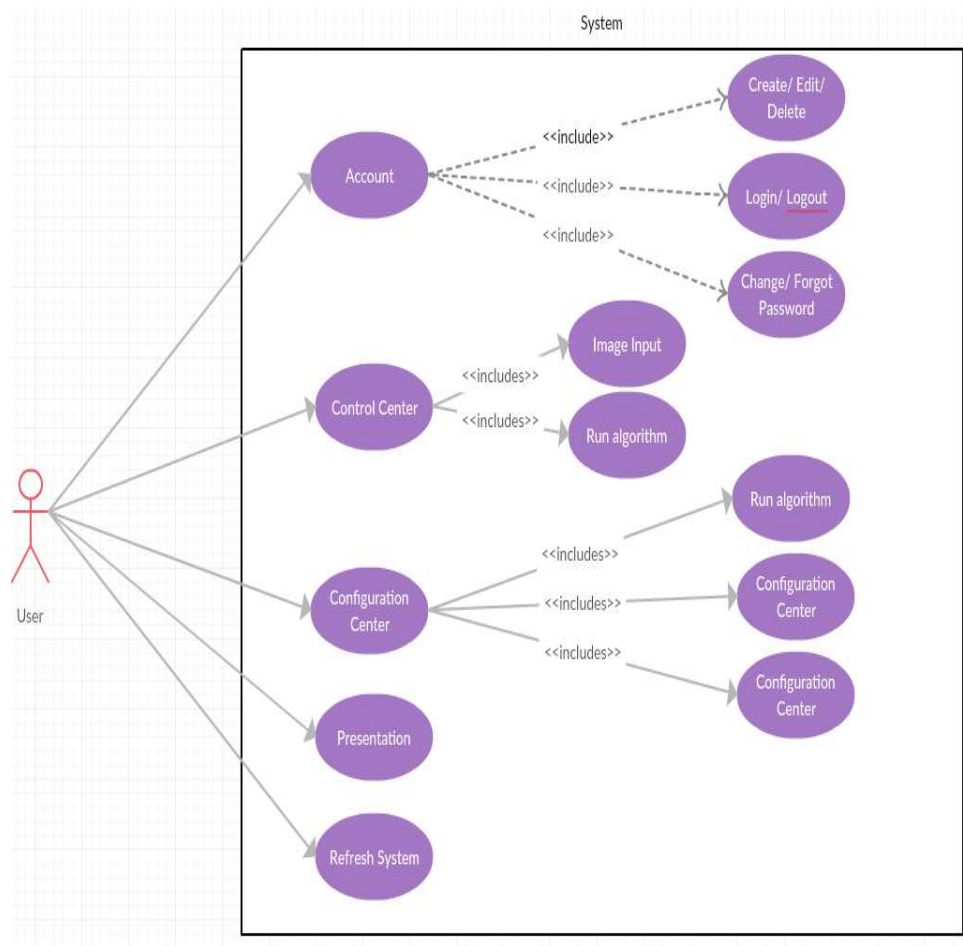 System
Create/ Edit/
Delete
<<include>>
Account
<<include>>
Login/ Logout
<<include>>
Change/ Forgot
Password
Image Input
<<includes>>
Control Center
<<includes>>
Run algorithm
Run algorithm
<<includes>>
Configuration
Center
<<includes>>
Configuration
Center
User
<<includes>>
Configuration
Center
Presentation
Refresh System